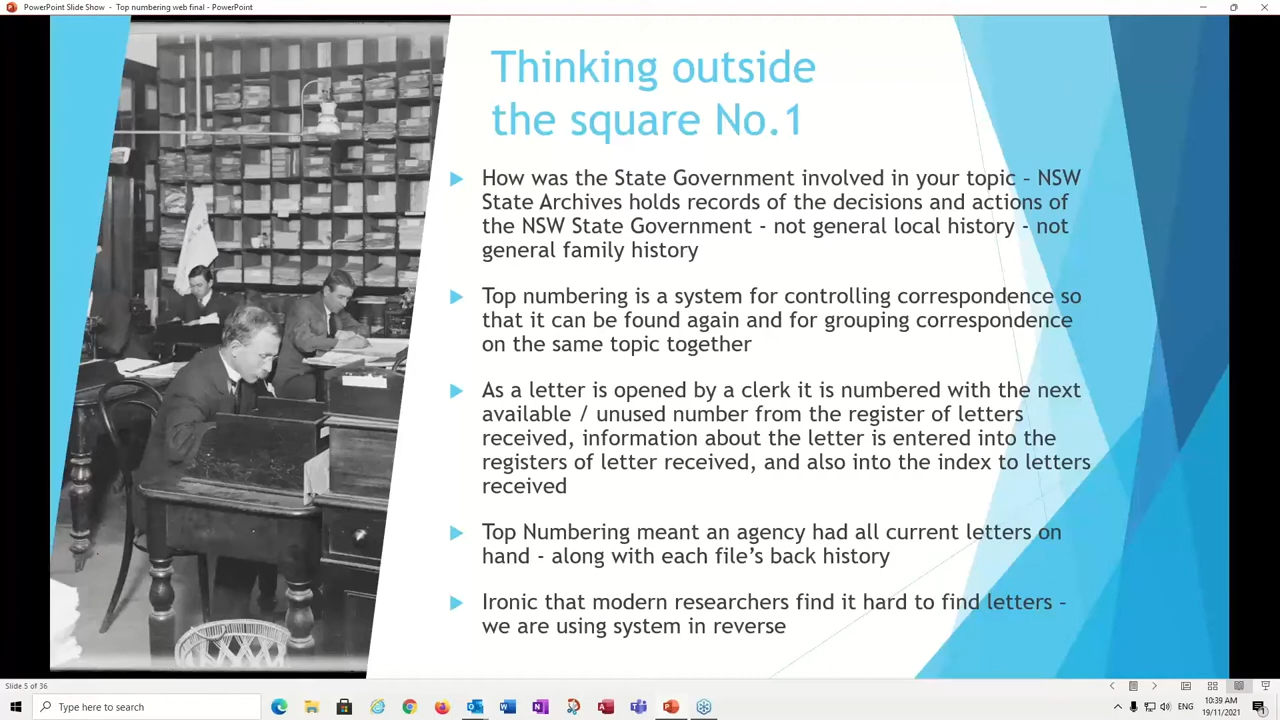 PowerPoint Slide Show - Top numbering web final - PowerPoint
Thinking outside
the square No.1
How was the State Government involved in your topic – NSW
State Archives holds records of the decisions and actions of
the NSW State Government - not general local history - not
general family history
Top numbering is a system for controlling correspondence so
that it can be found again and for grouping correspondence
on the same topic together
As a letter is opened by a clerk it is numbered with the next
available / unused number from the register of letters
received, information about the letter is entered into the
registers of letter received, and also into the index to letters
received
Top Numbering meant an agency had all current letters on
hand - along with each file's back history
Ironic that modern researchers find it hard to find letters –
we are using system in reverse
Slide 5 of 36
Type here to search
ENG
10:39 AM
19/11/2021